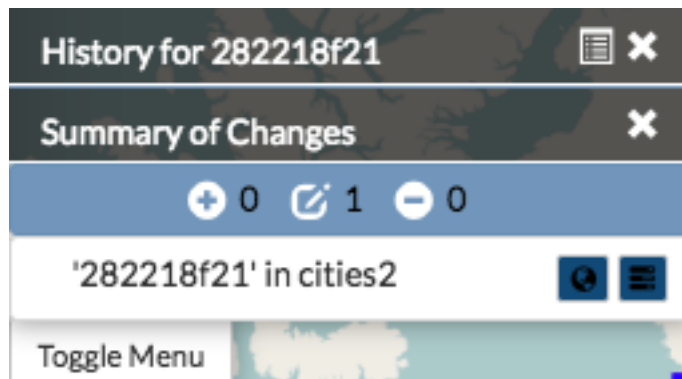 History for 282218f21
Summary of Changes
0 1 0
'282218f21' in cities2
Toggle Menu